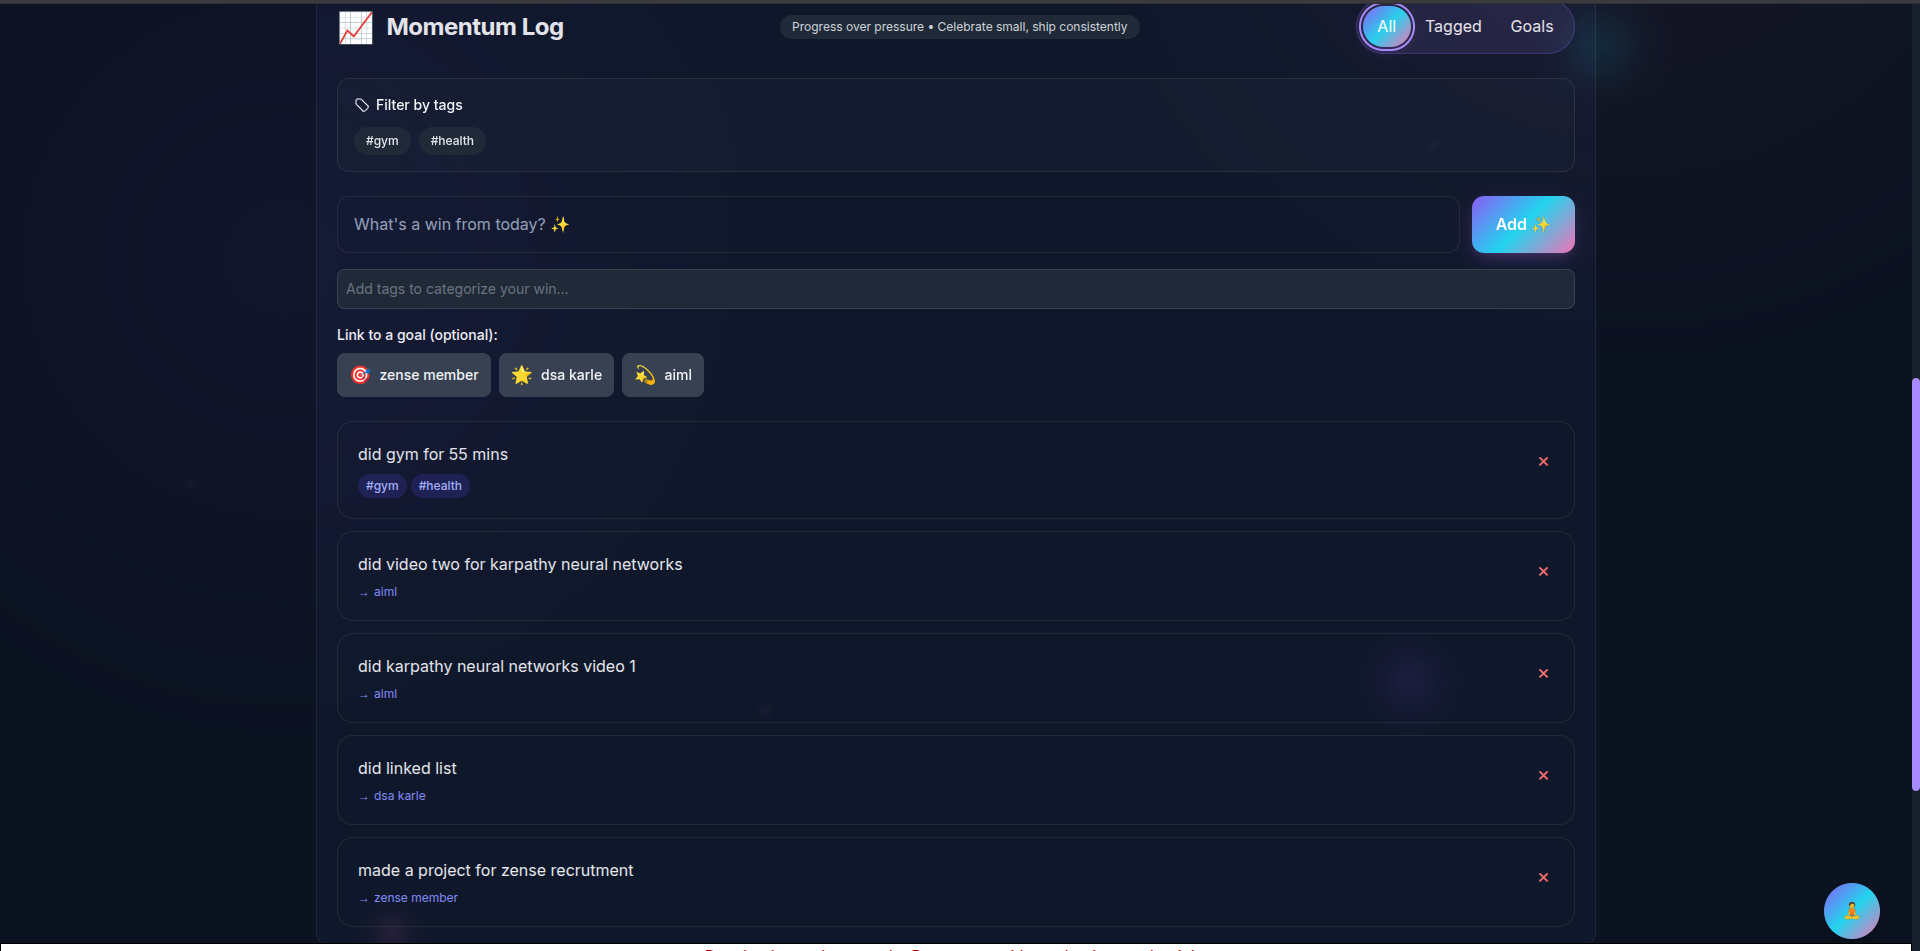 Momentum Log
Progress over pressure • Celebrate small, ship consistently
All Tagged Goals
Filter by tags
#gym #health
What's a win from today? ✨
Add ✨
Add tags to categorize your win...
Link to a goal (optional):
🎯 zense member 🌟 dsa karle 💫 aiml
did gym for 55 mins
#gym #health
did video two for karpathy neural networks
→ aiml
did karpathy neural networks video 1
→ aiml
did linked list
→ dsa karle
made a project for zense recrutment
→ zense member